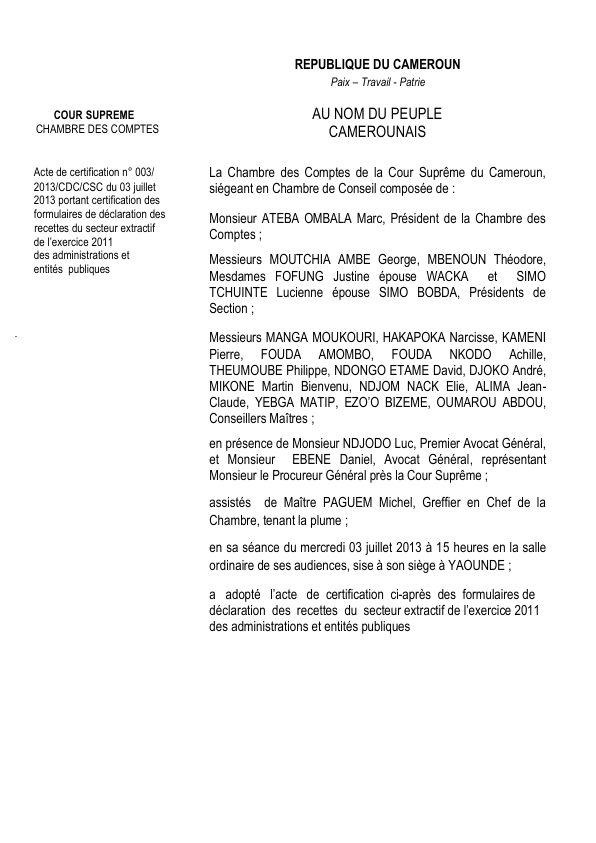 REPUBLIQUE DU CAMEROUN
Paix – Travail - Patrie
COUR SUPREME
CHAMBRE DES COMPTES
AU NOM DU PEUPLE
CAMEROUNAIS
Acte de certification n° 003/
2013/CDC/CSC du 03 juillet
2013 portant certification des
formulaires de déclaration des
recettes du secteur extractif
de l’exercice 2011
des administrations et
entités publiques
La Chambre des Comptes de la Cour Suprême du Cameroun,
siégeant en Chambre de Conseil composée de :
Monsieur ATEBA OMBALA Marc, Président de la Chambre des
Comptes ;
Messieurs MOUTCHIA AMBE George, MBENOUN Théodore,
Mesdames FOFUNG Justine épouse WACKA et SIMO
TCHUINTE Lucienne épouse SIMO BOBDA, Présidents de
Section ;
Messieurs MANGA MOUKOURI, HAKAPOKA Narcisse, KAMENI
Pierre, FOUDA AMOMBO, FOUDA NKODO Achille,
THEUMOUBE Philippe, NDONGO ETAME David, DJOKO André,
MIKONE Martin Bienvenu, NDJOM NACK Elie, ALIMA Jean-
Claude, YEBGA MATIP, EZO’O BIZEME, OUMAROU ABDOU,
Conseillers Maîtres ;
en présence de Monsieur NDJODO Luc, Premier Avocat Général,
et Monsieur EBENE Daniel, Avocat Général, représentant
Monsieur le Procureur Général près la Cour Suprême ;
assistés de Maître PAGUEM Michel, Greffier en Chef de la
Chambre, tenant la plume ;
en sa séance du mercredi 03 juillet 2013 à 15 heures en la salle
ordinaire de ses audiences, sise à son siège à YAOUNDE ;
a adopté l’acte de certification ci-après des formulaires de
déclaration des recettes du secteur extractif de l’exercice 2011
des administrations et entités publiques